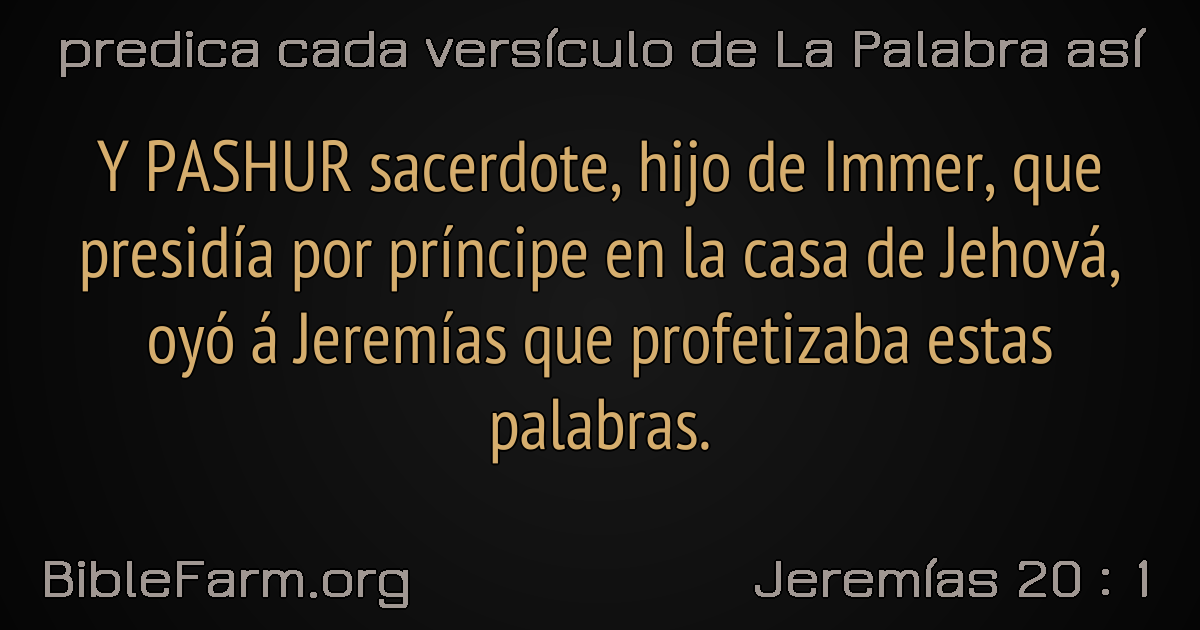 predica cada versículo de La Palabra así
Y PASHUR sacerdote, hijo de Immer, que
presidía por príncipe en la casa de Jehová,
oyó á Jeremías que profetizaba estas
palabras.
BibleFarm.org
Jeremías 20 : 1